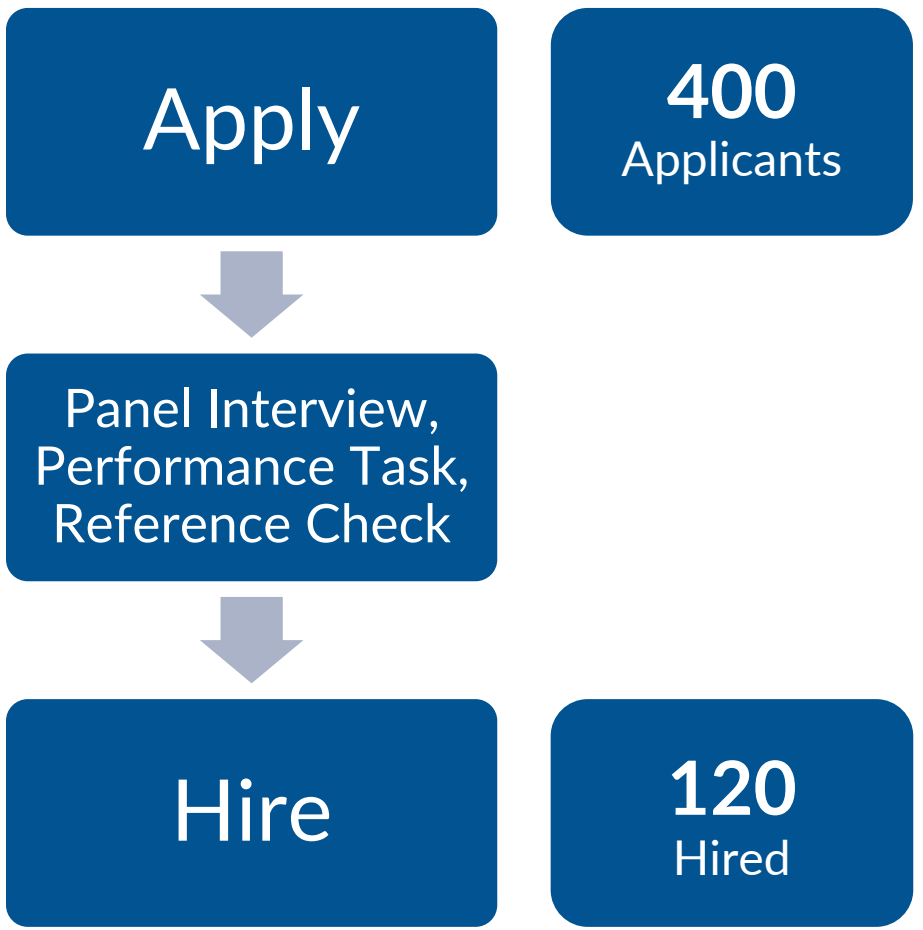 Apply
400
Applicants
Panel Interview,
Performance Task,
Reference Check
Hire
120
Hired